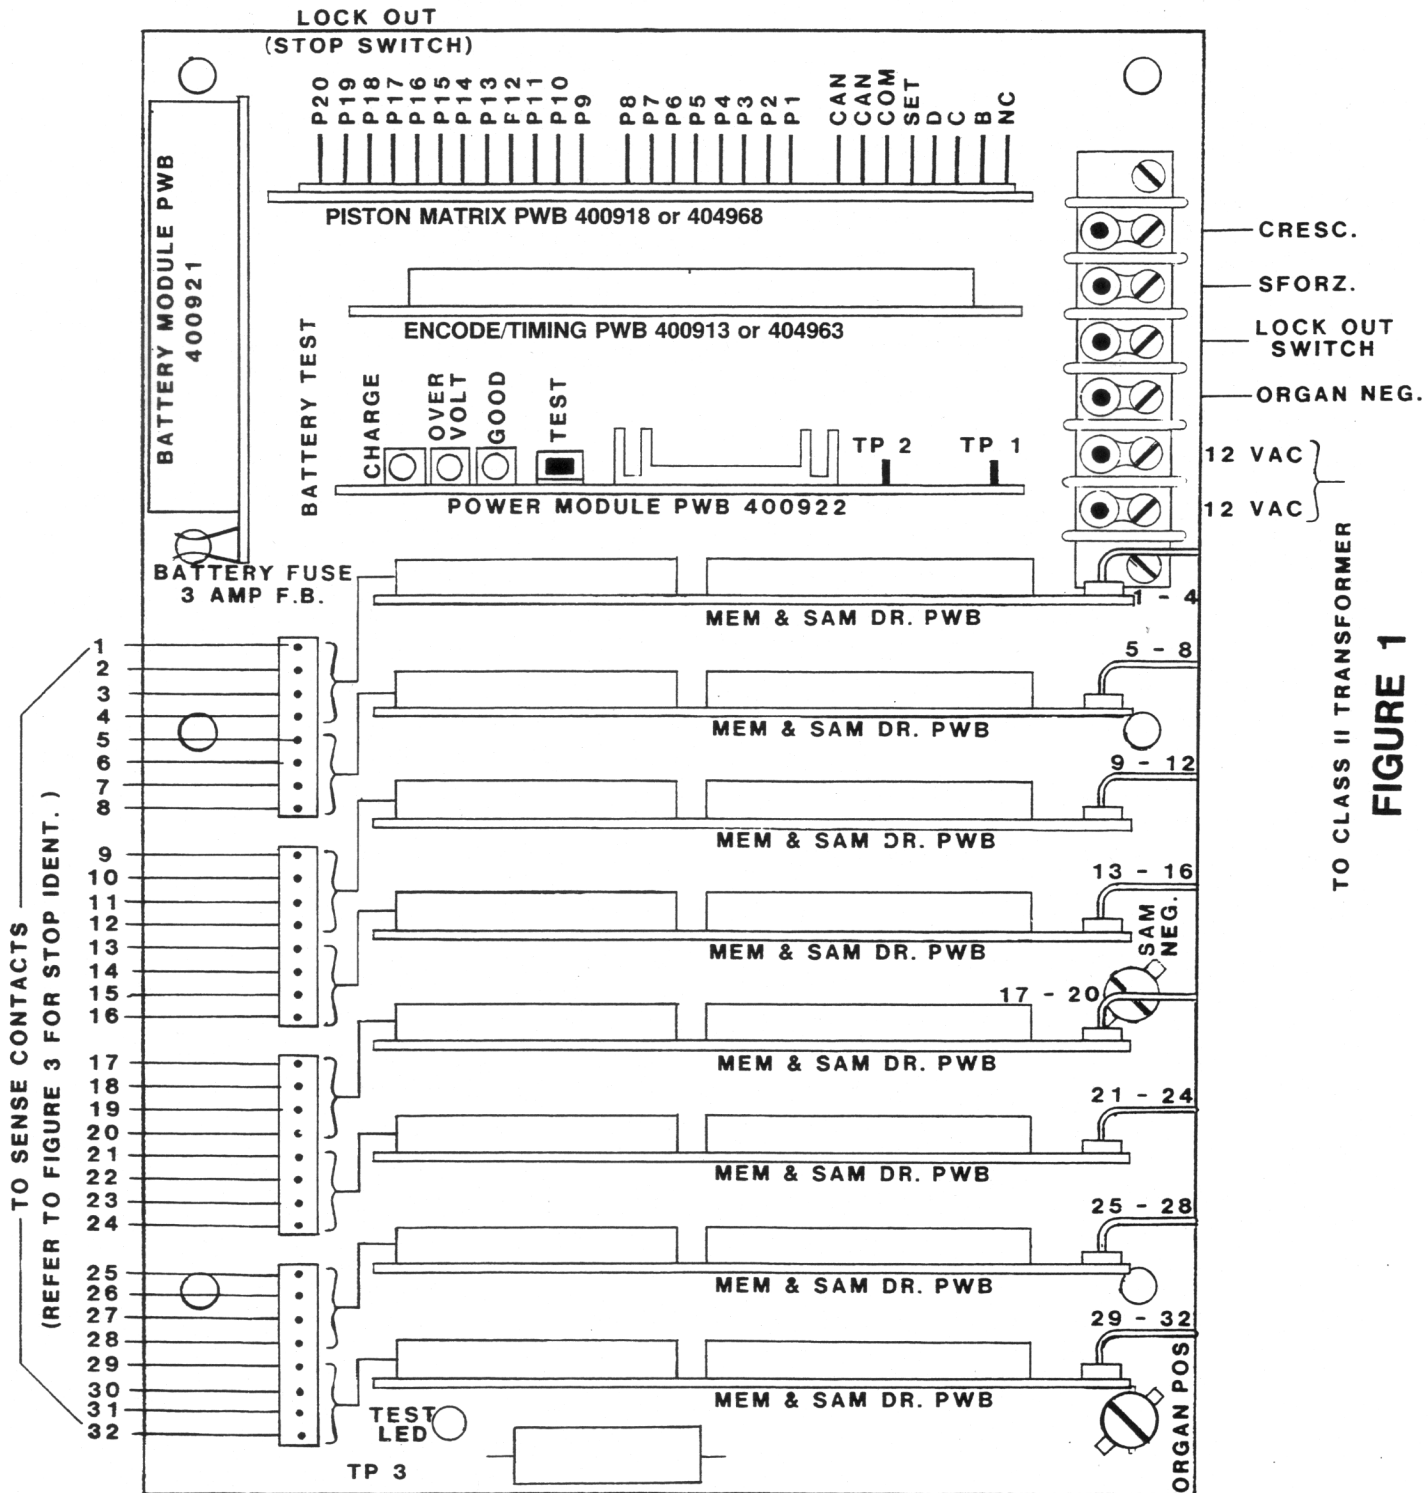 LOCK OUT
(STOP SWITCH)
P20
P19
P18
P17
P16
P15
P14
P13
F12
P11
P10
P9
P8
P7
P6
P5
P4
P3
P2
P1
CAN
CAN
COM
SET
D
C
B
NC
PISTON MATRIX PWB 400918 or 404968
BATTERY MODULE PWB
400921
CRESC.
SFORZ.
LOCK OUT
SWITCH
ORGAN NEG.
12 VAC
12 VAC
TO CLASS II TRANSFORMER
FIGURE 1
ENCODE/TIMING PWB 400913 or 404963
BATTERY TEST
CHARGE
OVER
VOLT
GOOD
TEST
TP 2
TP 1
POWER MODULE PWB 400922
BATTERY FUSE
3 AMP F.B.
MEM & SAM DR. PWB
1 - 4
MEM & SAM DR. PWB
5 - 8
MEM & SAM DR. PWB
9 - 12
MEM & SAM DR. PWB
13 - 16
SAM
NEG.
MEM & SAM DR. PWB
17 - 20
MEM & SAM DR. PWB
21 - 24
MEM & SAM DR. PWB
25 - 28
MEM & SAM DR. PWB
29 - 32
ORGAN POS
1
2
3
4
5
6
7
8
9
10
11
12
13
14
15
16
17
18
19
20
21
22
23
24
25
26
27
28
29
30
31
32
TO SENSE CONTACTS
(REFER TO FIGURE 3 FOR STOP IDENT. )
TEST
LED
TP 3